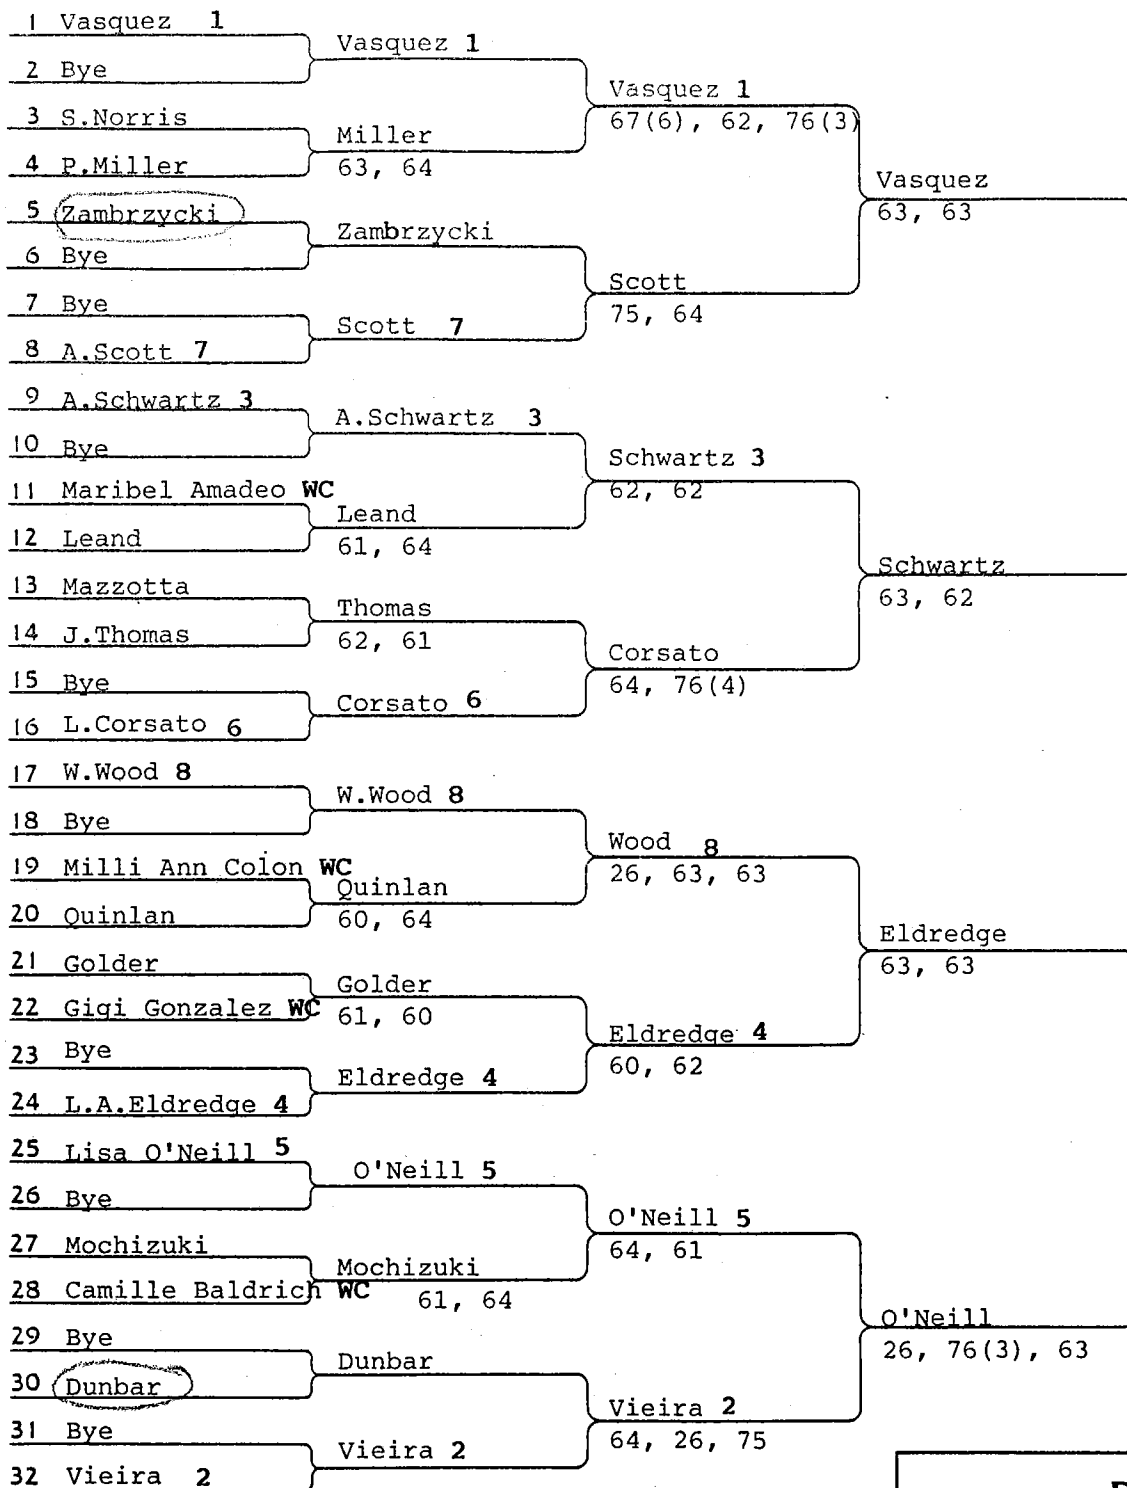 1 Vasquez 1
2 Bye
3 S.Norris
4 P.Miller
5 Zambrzycki
6 Bye
7 Bye
8 A.Scott 7
9 A.Schwartz 3
10 Bye
11 Maribel Amadeo WC
12 Leand
13 Mazzotta
14 J.Thomas
15 Bye
16 L.Corsato 6
17 W.Wood 8
18 Bye
19 Milli Ann Colon WC
20 Quinlan
21 Golder
22 Gigi Gonzalez WC
23 Bye
24 L.A.Eldredge 4
25 Lisa O'Neill 5
26 Bye
27 Mochizuki
28 Camille Baldrich WC
29 Bye
30 Dunbar
31 Bye
32 Vieira 2
Vasquez 1
Miller
63, 64
Zambrzycki
Scott 7
A.Schwartz 3
Leand
61, 64
Thomas
62, 61
Corsato 6
W.Wood 8
Quinlan
60, 64
Golder
61, 60
Eldredge 4
O'Neill 5
Mochizuki
61, 64
Dunbar
Vieira 2
Vasquez 1
67(6), 62, 76(3)
Scott
75, 64
Schwartz 3
62, 62
Corsato
64, 76(4)
Wood 8
26, 63, 63
Eldredge 4
60, 62
O'Neill 5
64, 61
Vieira 2
64, 26, 75
Vasquez
63, 63
Schwartz
63, 62
Eldredge
63, 63
O'Neill
26, 76(3), 63